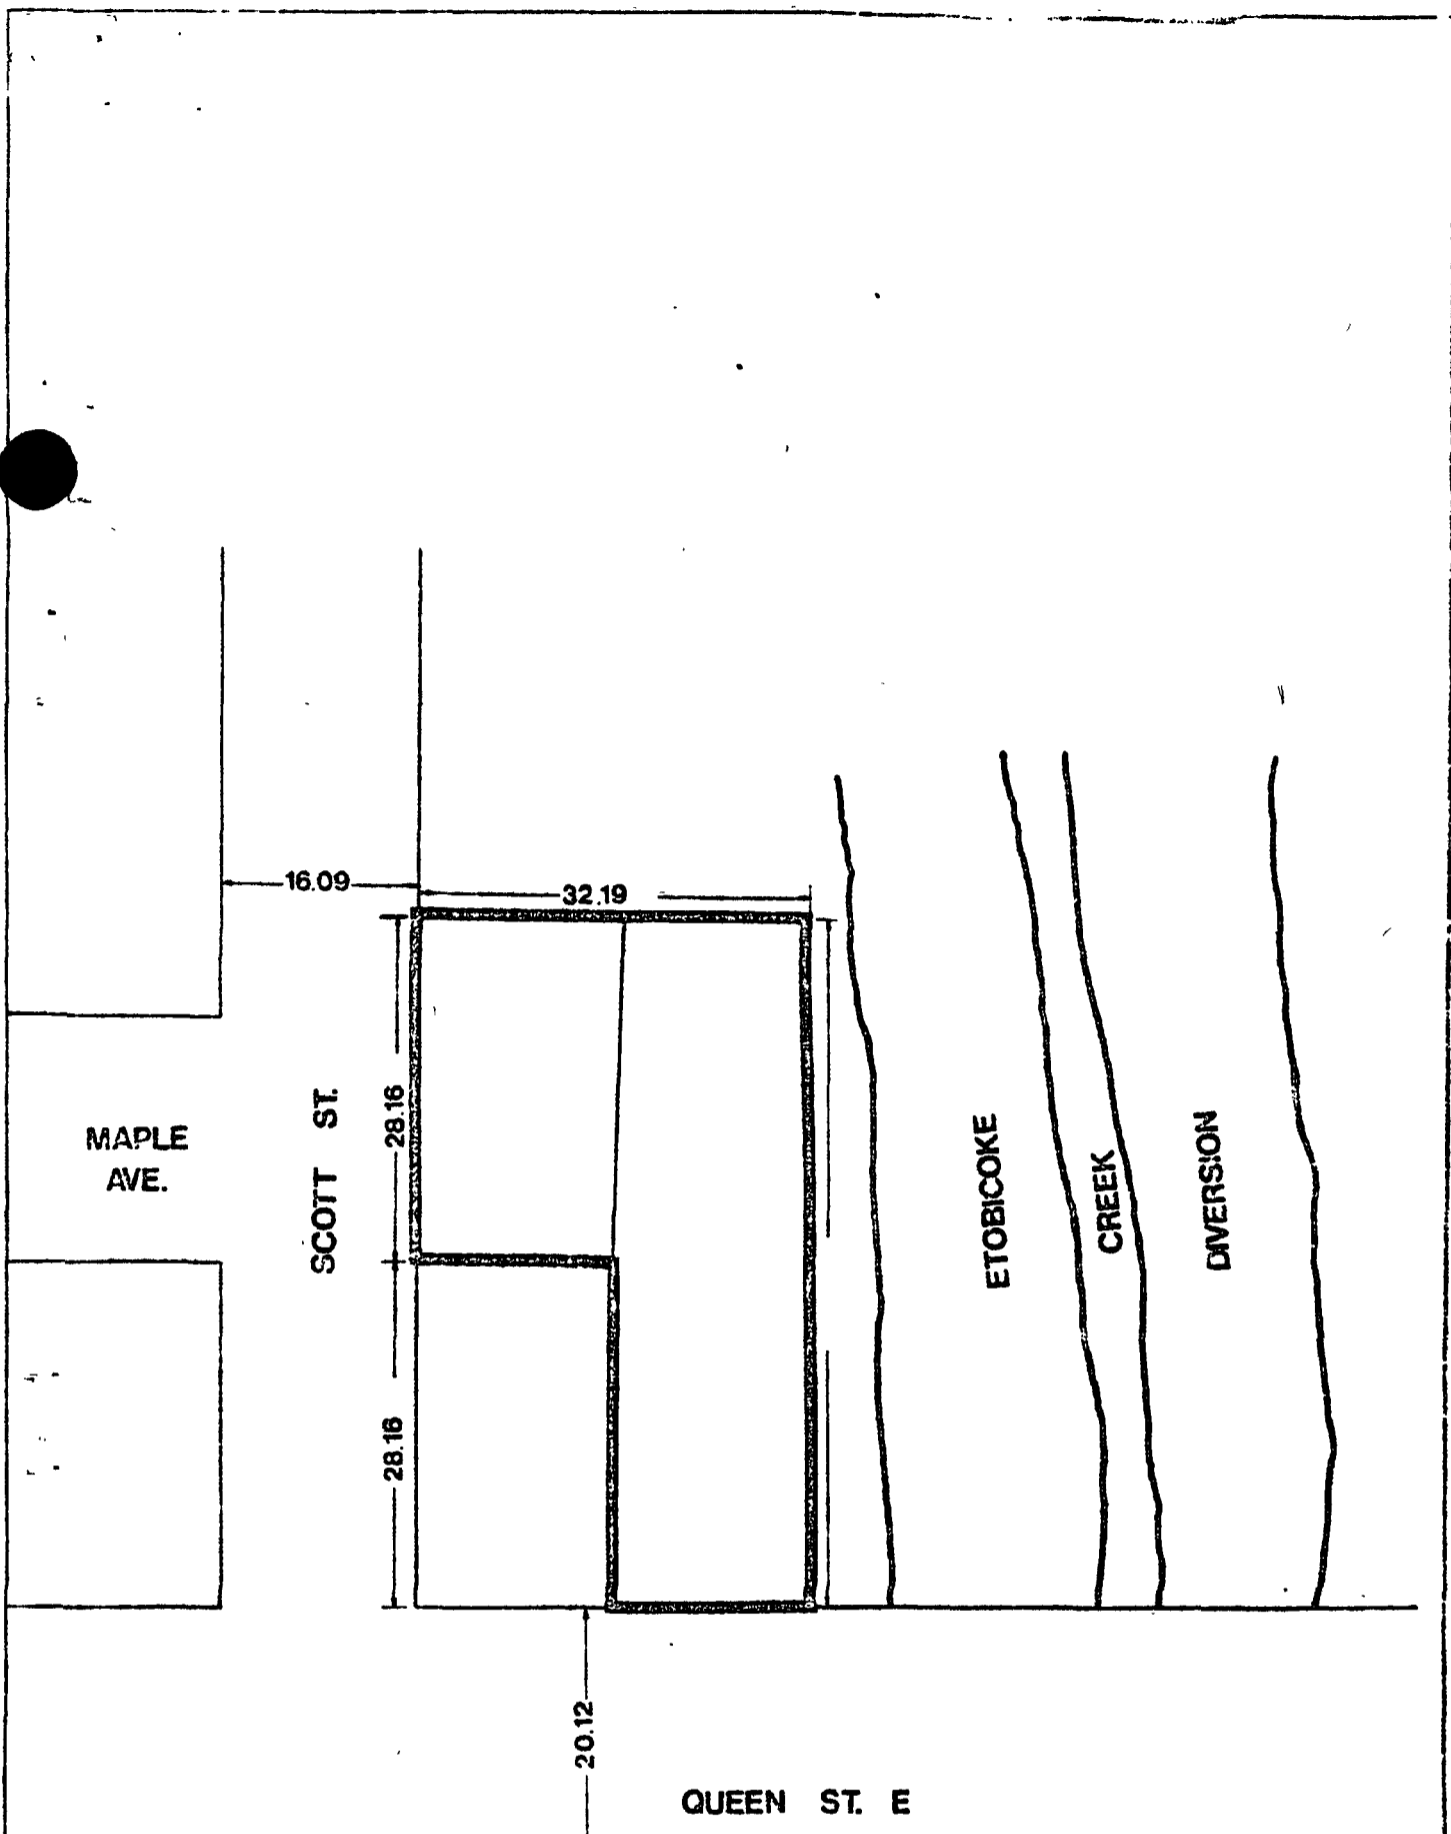 16.09
32.19
28.16
SCOTT ST.
MAPLE
AVE.
ETOBICOKE
CREEK
DIVERSION
28.16
20.12
QUEEN ST. E